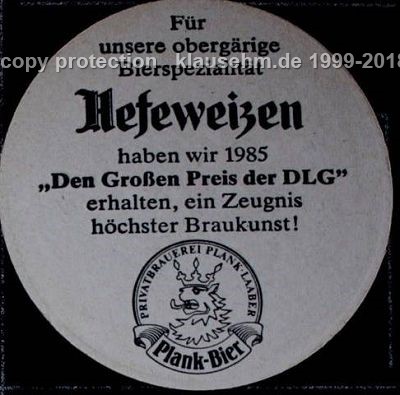 Für
unsere obergärige
copy protection klausehm.de 1999-2018
Bierspezialität
Hefeweizen
haben wir 1985
„Den Großen Preis der DLG”
erhalten, ein Zeugnis
höchster Braukunst!
PRIVATBRAUEREI PLANK·LAABER
Plank-Bier